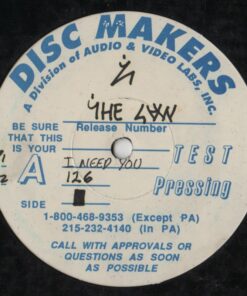 DISC MAKERS
A Division of AUDIO & VIDEO LABS, INC.
THE LAW
BE SURE THAT THIS IS YOUR
Release Number
I NEED YOU
TEST
A
126
Pressing
SIDE
1-800-468-9353 (Except PA)
215-232-4140 (In PA)
CALL WITH APPROVALS OR
QUESTIONS AS SOON
AS POSSIBLE